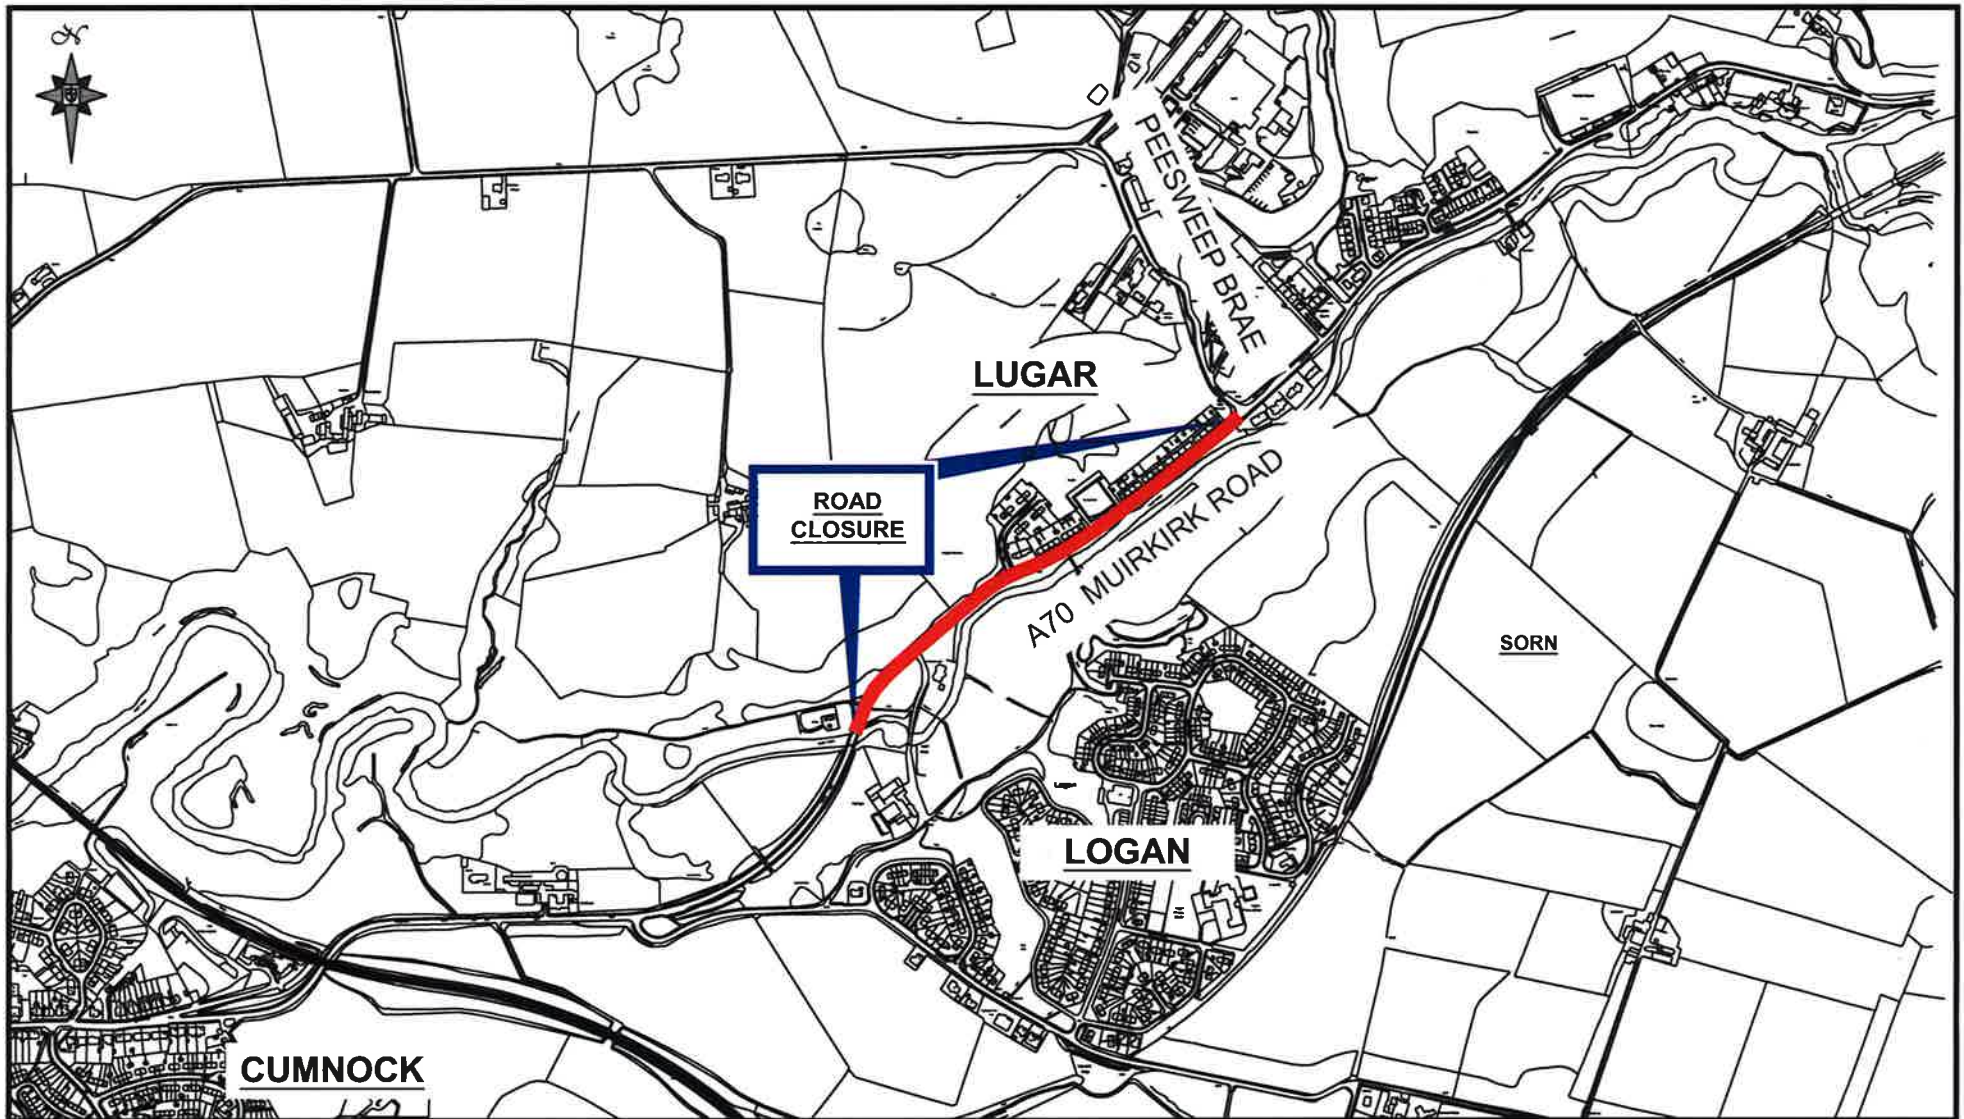 N
PEESWEEP BRAE
LUGAR
ROAD
CLOSURE
A70 MUIRKIRK ROAD
SORN
LOGAN
CUMNOCK